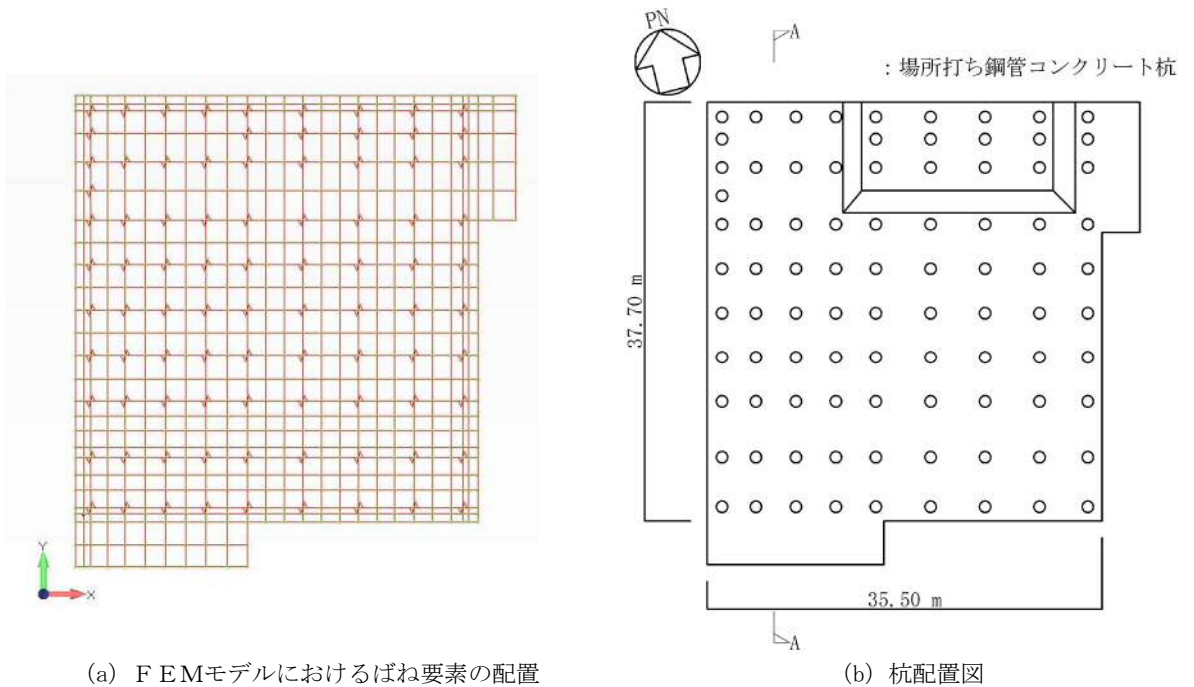 PN
A
：場所打ち鋼管コンクリート杭
37.70 m
35.50 m
A
Y
X
(a) ＦＥＭモデルにおけるばね要素の配置
(b) 杭配置図